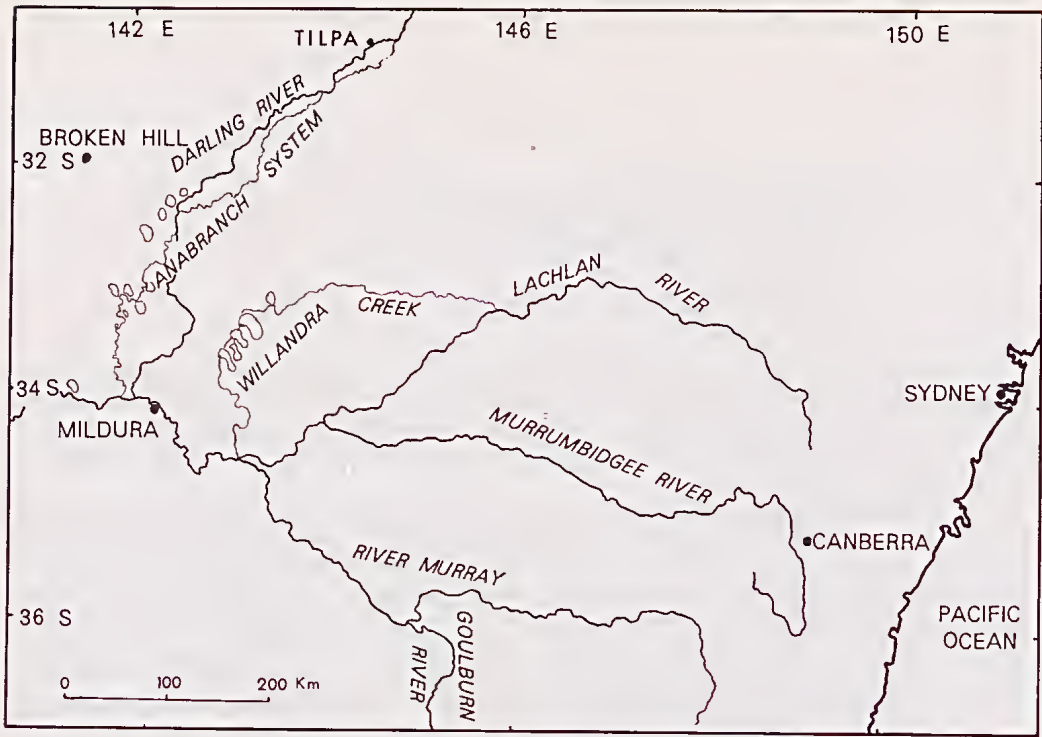 142 E
146 E
150 E
TILPA
DARLING RIVER
BROKEN HILL
32 S
SYSTEM
ANABRANCH
LACHLAN
RIVER
CREEK
WILLANDRA
34 S
SYDNEY
MILDURA
MURRUMBIDGEE RIVER
CANBERRA
RIVER MURRAY
36 S
GOULBURN
RIVER
PACIFIC
OCEAN
0 100 200 Km